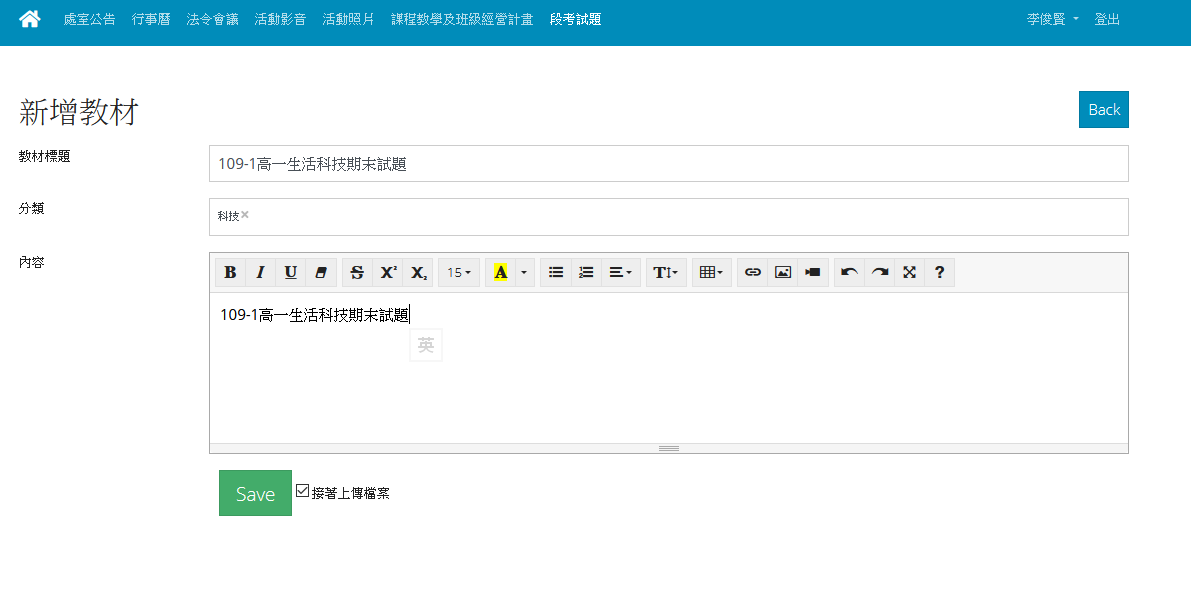 處室公告 行事曆 法令會議 活動影音 活動照片 課程教學及班級經營計畫 段考試題 李俊賢 登出
新增教材 Back
教材標題 109-1高一生活科技期末試題
分類 科技×
內容 B I U S X² X₂ 15 A T ?
109-1高一生活科技期末試題
英
Save 接著上傳檔案